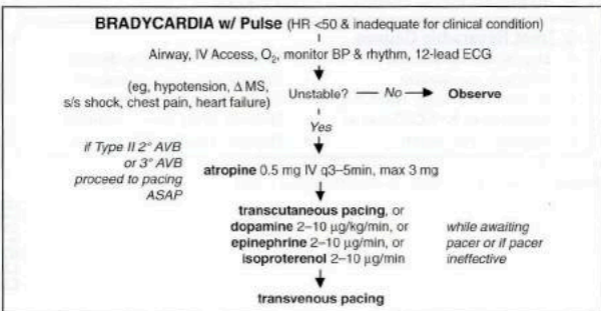 BRADYCARDIA w/ Pulse (HR <50 & inadequate for clinical condition)
Airway, IV Access, O₂, monitor BP & rhythm, 12-lead ECG
(eg, hypotension, Δ MS,
s/s shock, chest pain, heart failure)
Unstable? — No → Observe
Yes
if Type II 2° AVB
or 3° AVB
proceed to pacing
ASAP
atropine 0.5 mg IV q3–5min, max 3 mg
transcutaneous pacing, or
dopamine 2–10 μg/kg/min, or
epinephrine 2–10 μg/min, or
isoproterenol 2–10 μg/min
while awaiting
pacer or if pacer
ineffective
transvenous pacing